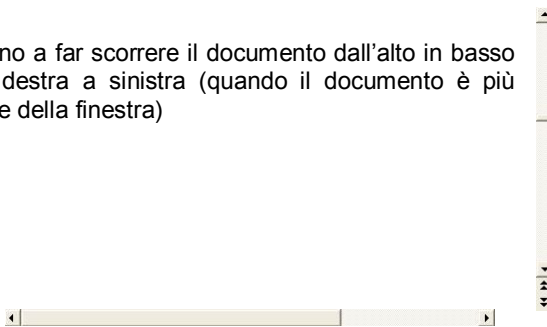 no a far scorrere il documento dall'alto in basso
destra a sinistra (quando il documento è più
e della finestra)